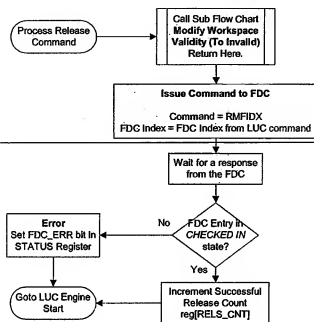 Process Release
Command
Call Sub Flow Chart
Modify Workspace
Validity (To Invalid)
Return Here.
Issue Command to FDC
Command = RMFIDX
FDC Index = FDC Index from LUC command
Wait for a response
from the FDC
FDC Entry in
CHECKED IN
state?
No
Yes
Error
Set FDC_ERR bit in
STATUS Register
Goto LUC Engine
Start
Increment Successful
Release Count
reg[RELS_CNT]